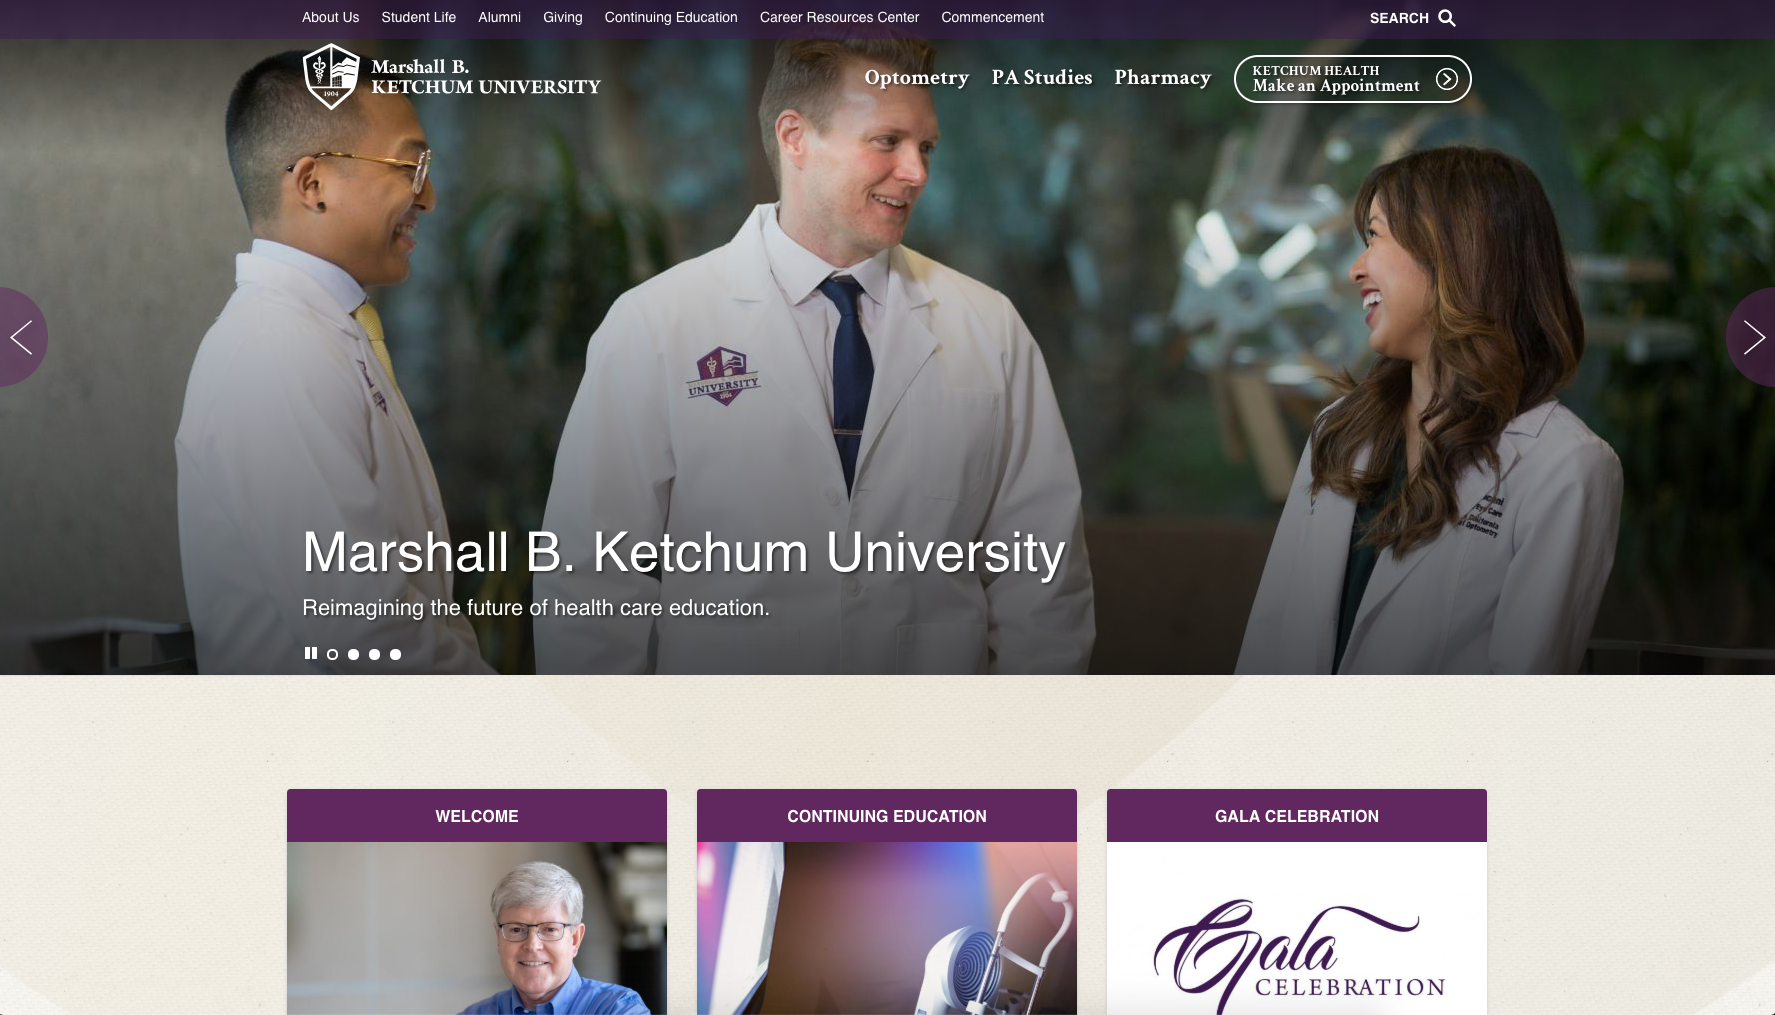 About Us Student Life Alumni Giving Continuing Education Career Resources Center Commencement SEARCH
Marshall B.
KETCHUM UNIVERSITY
1904
Optometry PA Studies Pharmacy
KETCHUM HEALTH
Make an Appointment
UNIVERSITY
1904
Marshall B. Ketchum University
Reimagining the future of health care education.
WELCOME
CONTINUING EDUCATION
GALA CELEBRATION
Gala
CELEBRATION